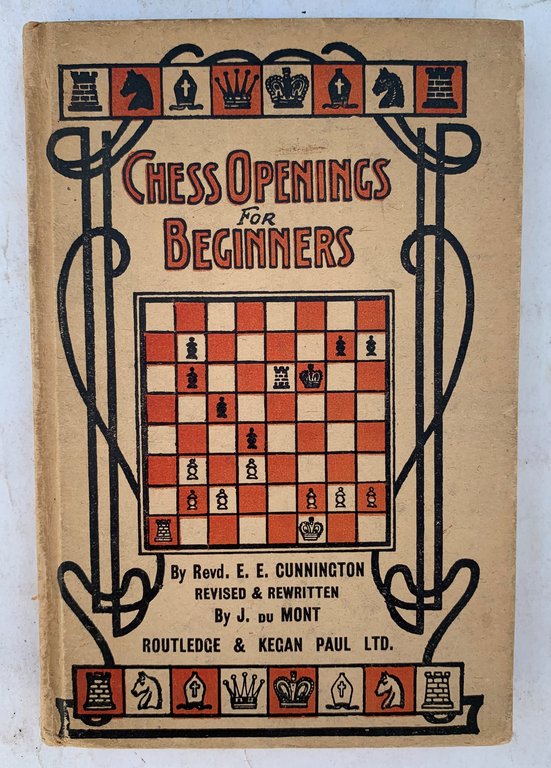 CHESS OPENINGS
FOR
BEGINNERS
By Revd. E. E. CUNNINGTON
REVISED & REWRITTEN
By J. DU MONT
ROUTLEDGE & KEGAN PAUL LTD.